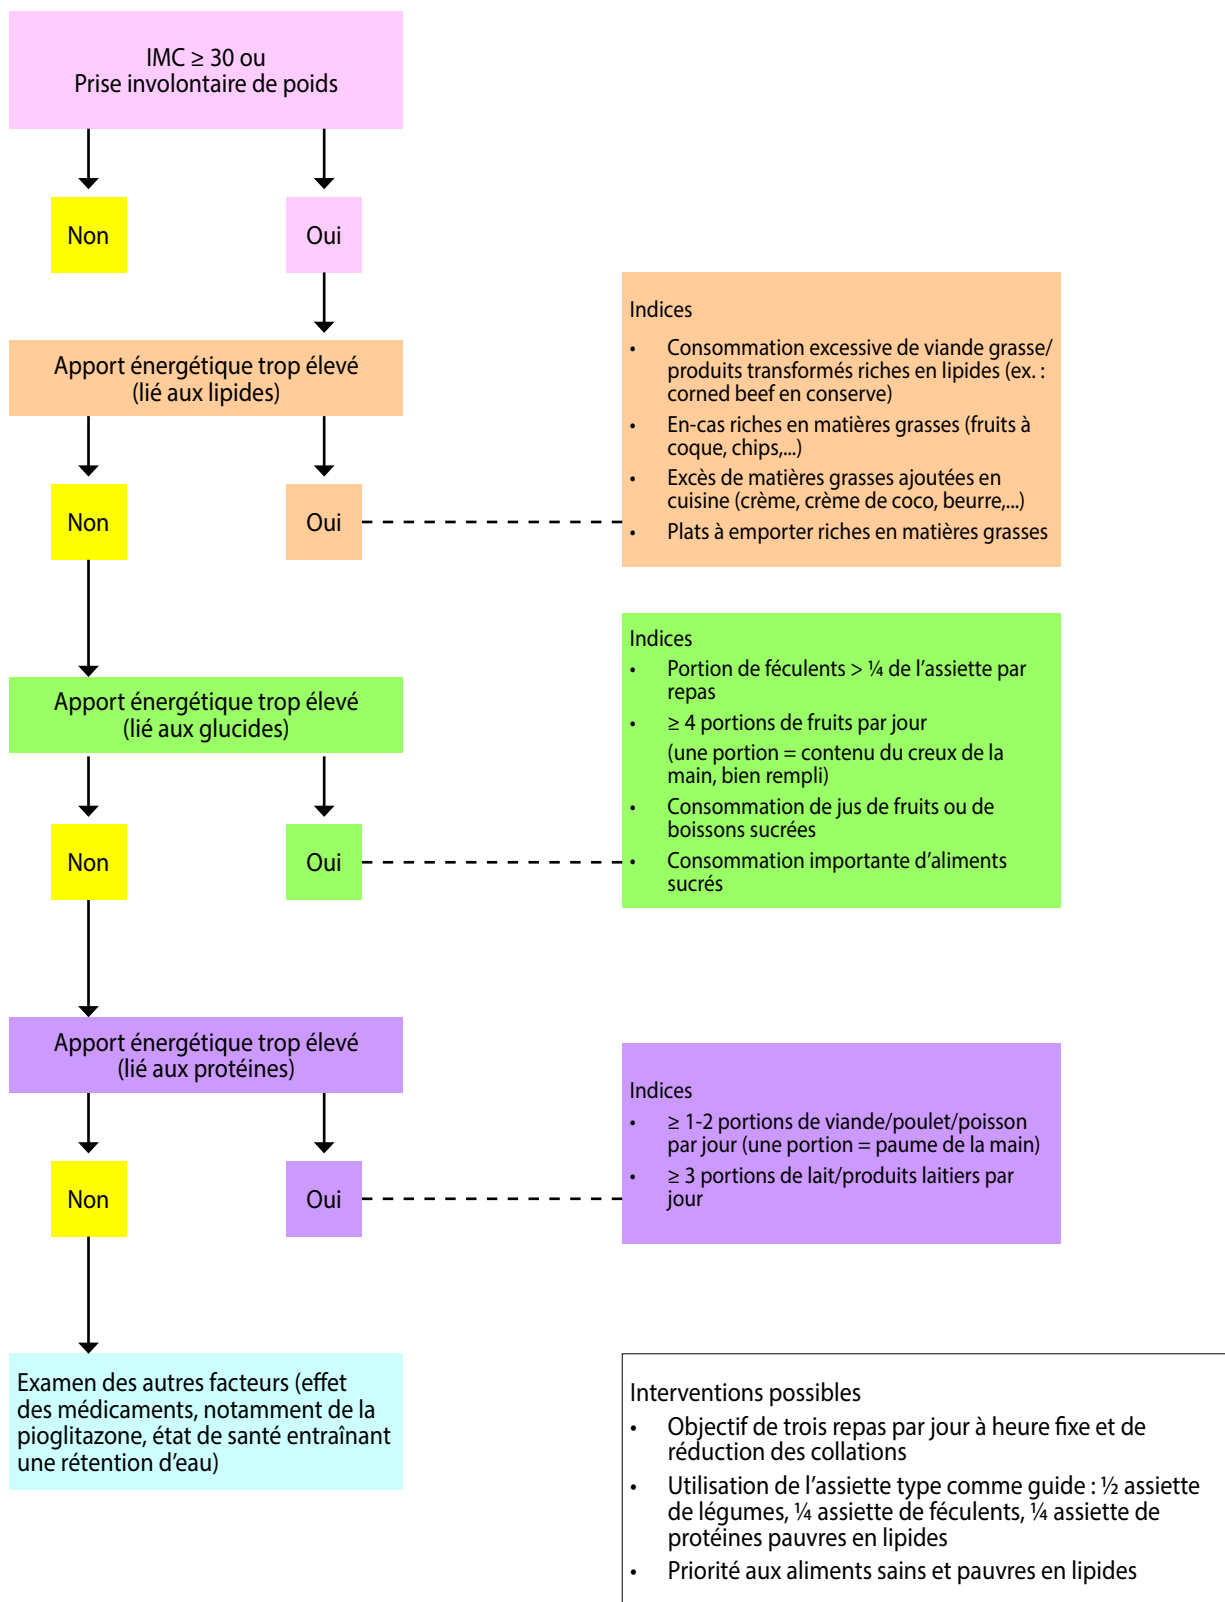 IMC ≥ 30 ou
Prise involontaire de poids
Non
Oui
Apport énergétique trop élevé
(lié aux lipides)
Non
Oui
Indices
• Consommation excessive de viande grasse/
produits transformés riches en lipides (ex. :
corned beef en conserve)
• En-cas riches en matières grasses (fruits à
coque, chips,...)
• Excès de matières grasses ajoutées en
cuisine (crème, crème de coco, beurre,...)
• Plats à emporter riches en matières grasses
Apport énergétique trop élevé
(lié aux glucides)
Non
Oui
Indices
• Portion de féculents > ¼ de l’assiette par
repas
• ≥ 4 portions de fruits par jour
(une portion = contenu du creux de la
main, bien rempli)
• Consommation de jus de fruits ou de
boissons sucrées
• Consommation importante d’aliments
sucrés
Apport énergétique trop élevé
(lié aux protéines)
Non
Oui
Indices
• ≥ 1-2 portions de viande/poulet/poisson
par jour (une portion = paume de la main)
• ≥ 3 portions de lait/produits laitiers par
jour
Examen des autres facteurs (effet
des médicaments, notamment de la
pioglitazone, état de santé entraînant
une rétention d’eau)
Interventions possibles
• Objectif de trois repas par jour à heure fixe et de
réduction des collations
• Utilisation de l’assiette type comme guide : ½ assiette
de légumes, ¼ assiette de féculents, ¼ assiette de
protéines pauvres en lipides
• Priorité aux aliments sains et pauvres en lipides